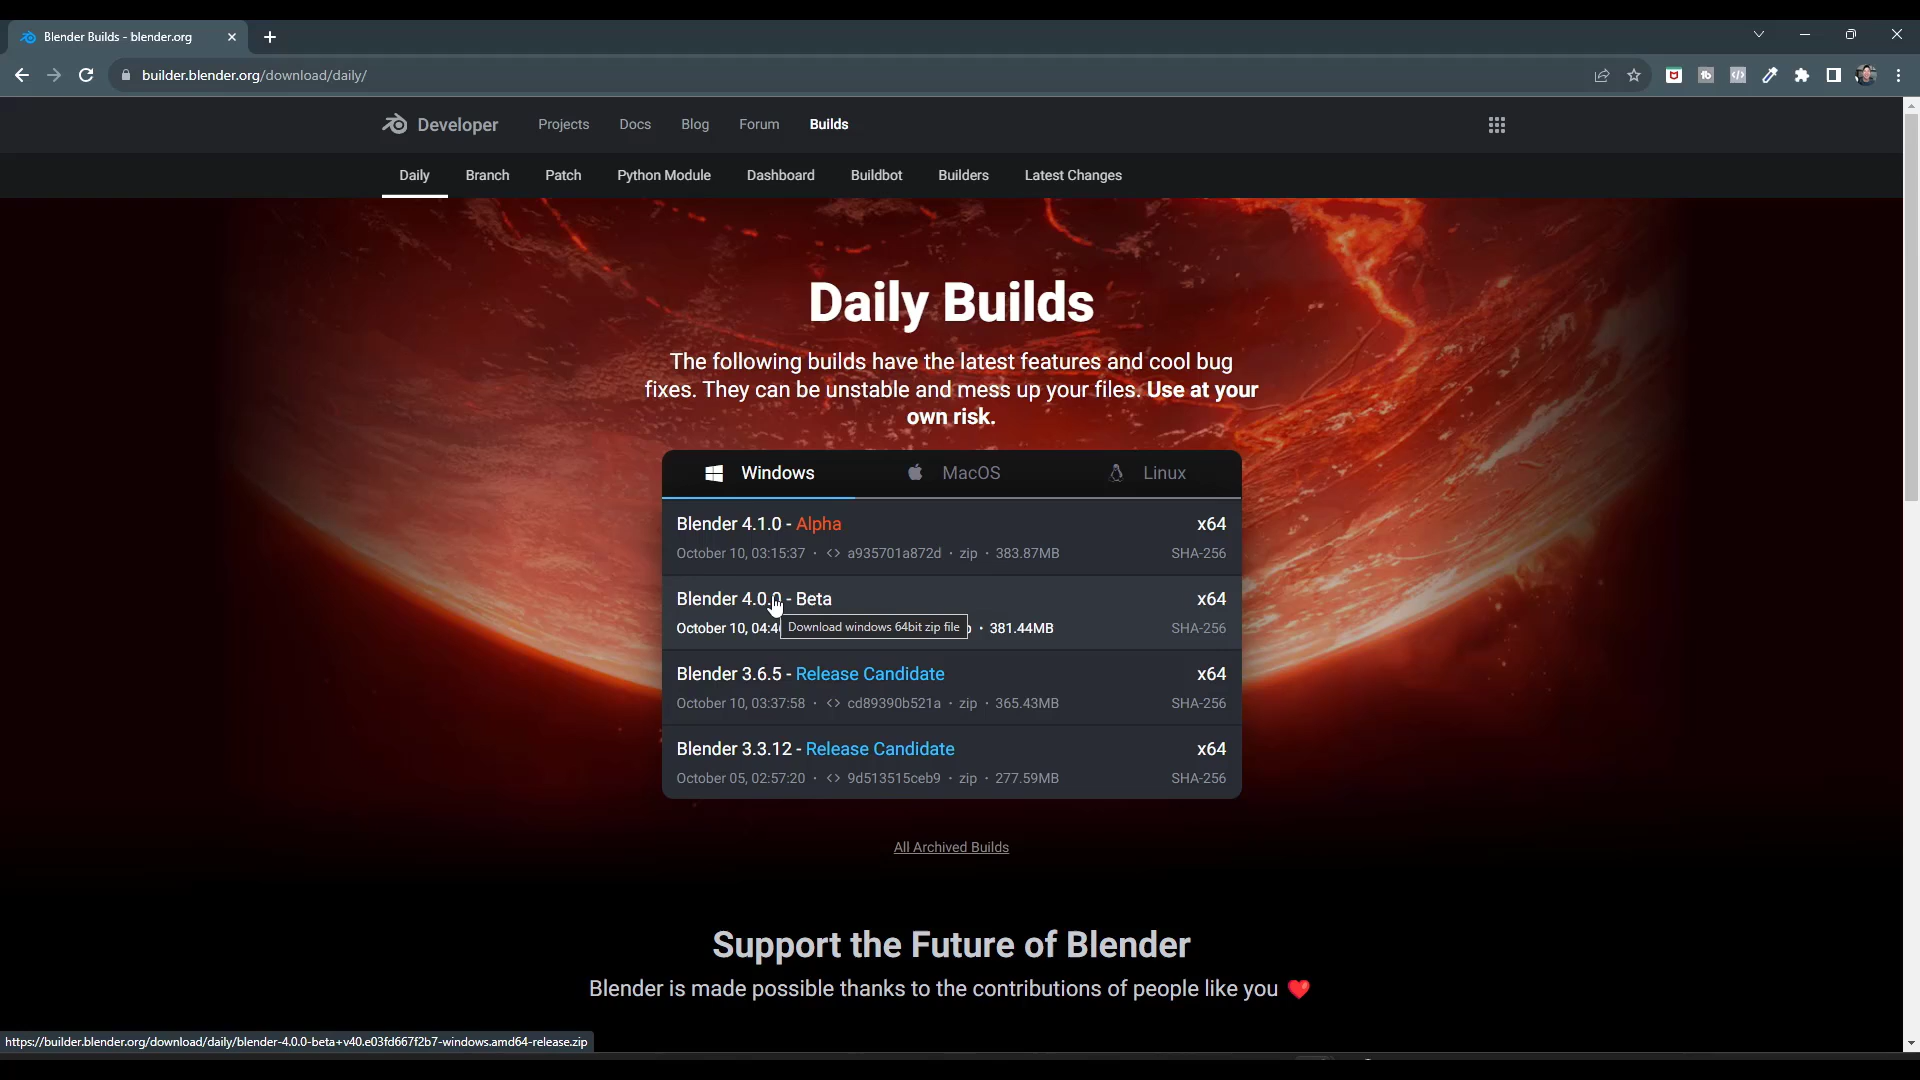 Blender Builds - blender.org
builder.blender.org/download/daily/
Developer Projects Docs Blog Forum Builds
Daily Branch Patch Python Module Dashboard Buildbot Builders Latest Changes
Daily Builds
The following builds have the latest features and cool bug
fixes. They can be unstable and mess up your files. Use at your
own risk.
Windows MacOS Linux
Blender 4.1.0 - Alpha x64
October 10, 03:15:37 · <> a935701a872d · zip · 383.87MB SHA-256
Blender 4.0.0 - Beta x64
October 10, · 381.44MB SHA-256
Download windows 64bit zip file
Blender 3.6.5 - Release Candidate x64
October 10, 03:37:58 · <> cd89390b521a · zip · 365.43MB SHA-256
Blender 3.3.12 - Release Candidate x64
October 05, 02:57:20 · <> 9d513515ceb9 · zip · 277.59MB SHA-256
All Archived Builds
Support the Future of Blender
Blender is made possible thanks to the contributions of people like you ❤️
https://builder.blender.org/download/daily/blender-4.0.0-beta+v40.e03fd667f2b7-windows.amd64-release.zip